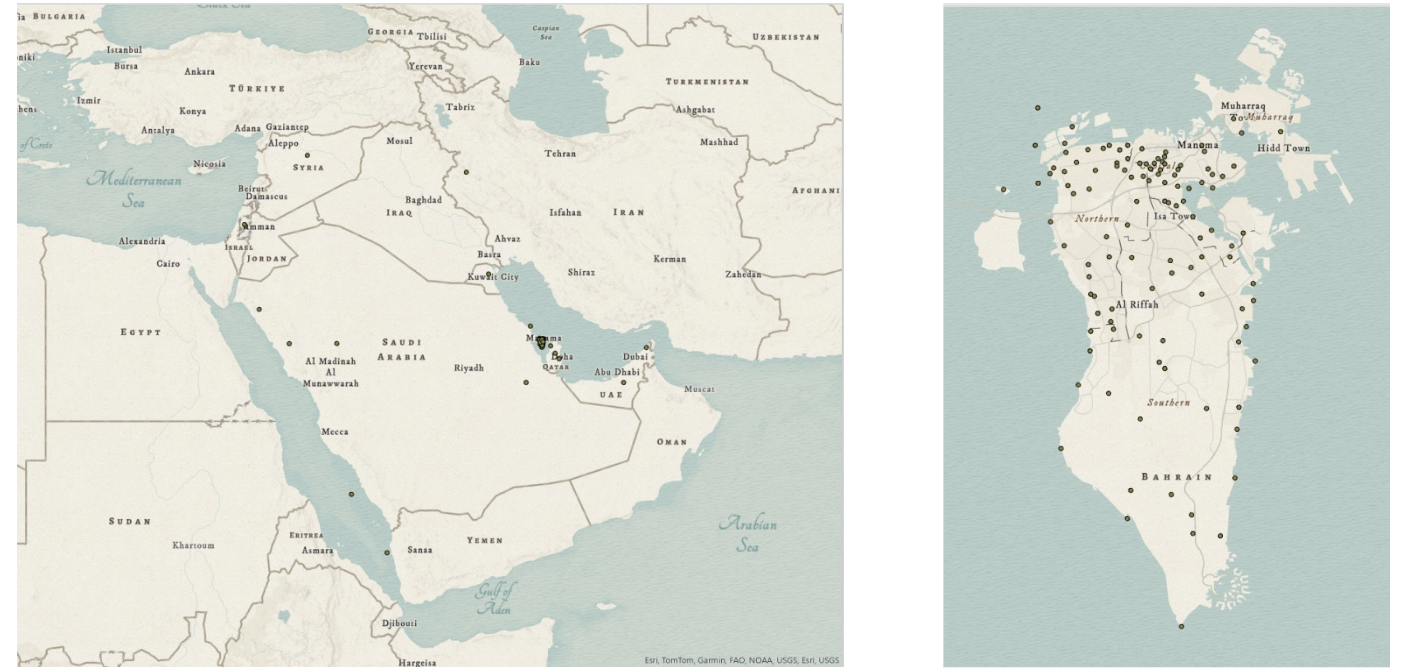 BULGARIA
GEORGIA
Tbilisi
Caspian
Sea
UZBEKISTAN
Istanbul
Bursa
Ankara
TÜRKIYE
Yerevan
Baku
TURKMENISTAN
Izmir
Konya
Tabriz
Ashgabat
Antalya
Adana
Gaziantep
Aleppo
Mosul
Tehran
Mashhad
of Crete
Nicosia
SYRIA
Mediterranean
Sea
Beirut
Damascus
Baghdad
IRAQ
Isfahan
IRAN
AFGHANI
Amman
ISRAEL
JORDAN
Alexandria
Cairo
Ahvaz
Basra
Kuwait City
Shiraz
Kerman
Zahedan
EGYPT
SAUDI
ARABIA
Al Madinah
Al
Munawwarah
Riyadh
Manama
Doha
QATAR
Dubai
Abu Dhabi
UAE
Muscat
Mecca
OMAN
SUDAN
Khartoum
ERITREA
Asmara
Sanaa
YEMEN
Arabian
Sea
Gulf of
Aden
Djibouti
Hargeisa
Esri, TomTom, Garmin, FAO, NOAA, USGS, Esri, USGS
Muharraq
Muharraq
Manama
Hidd Town
Northern
Isa Town
Al Riffah
Southern
BAHRAIN